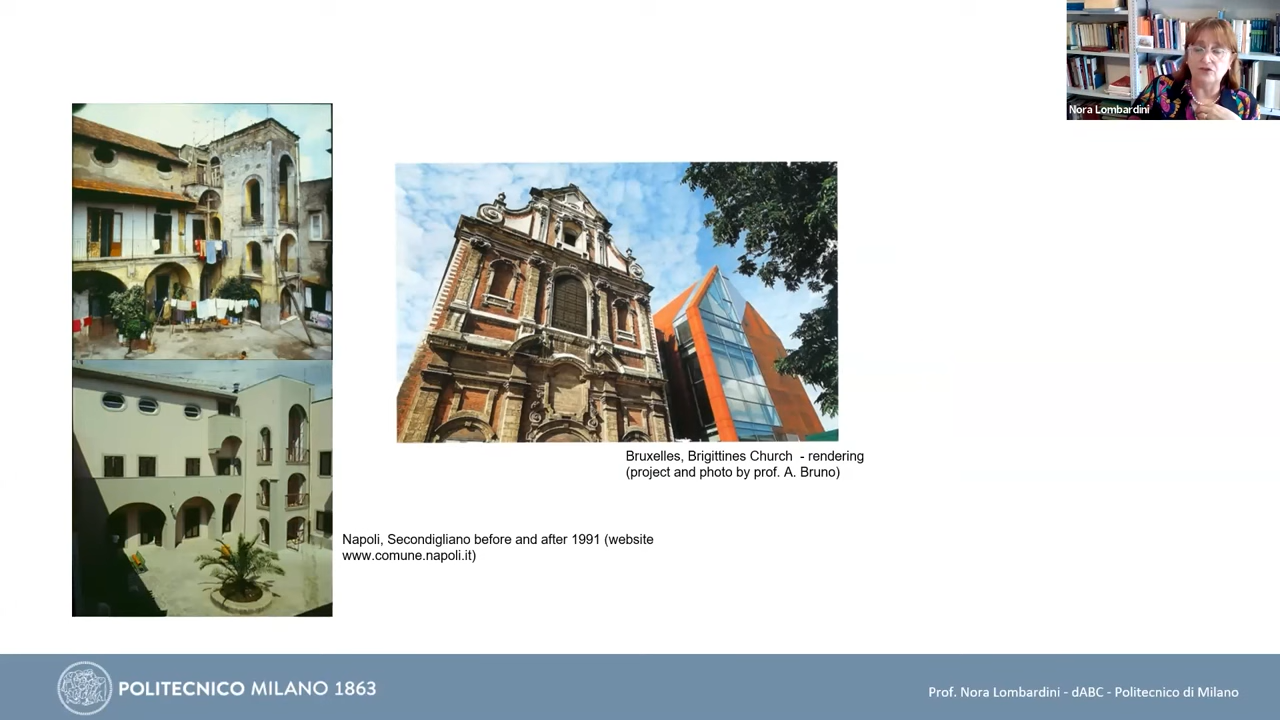 Nora Lombardini
Bruxelles, Brigittines Church - rendering
(project and photo by prof. A. Bruno)
Napoli, Secondigliano before and after 1991 (website
www.comune.napoli.it)
POLITECNICO MILANO 1863
Prof. Nora Lombardini - dABC - Politecnico di Milano